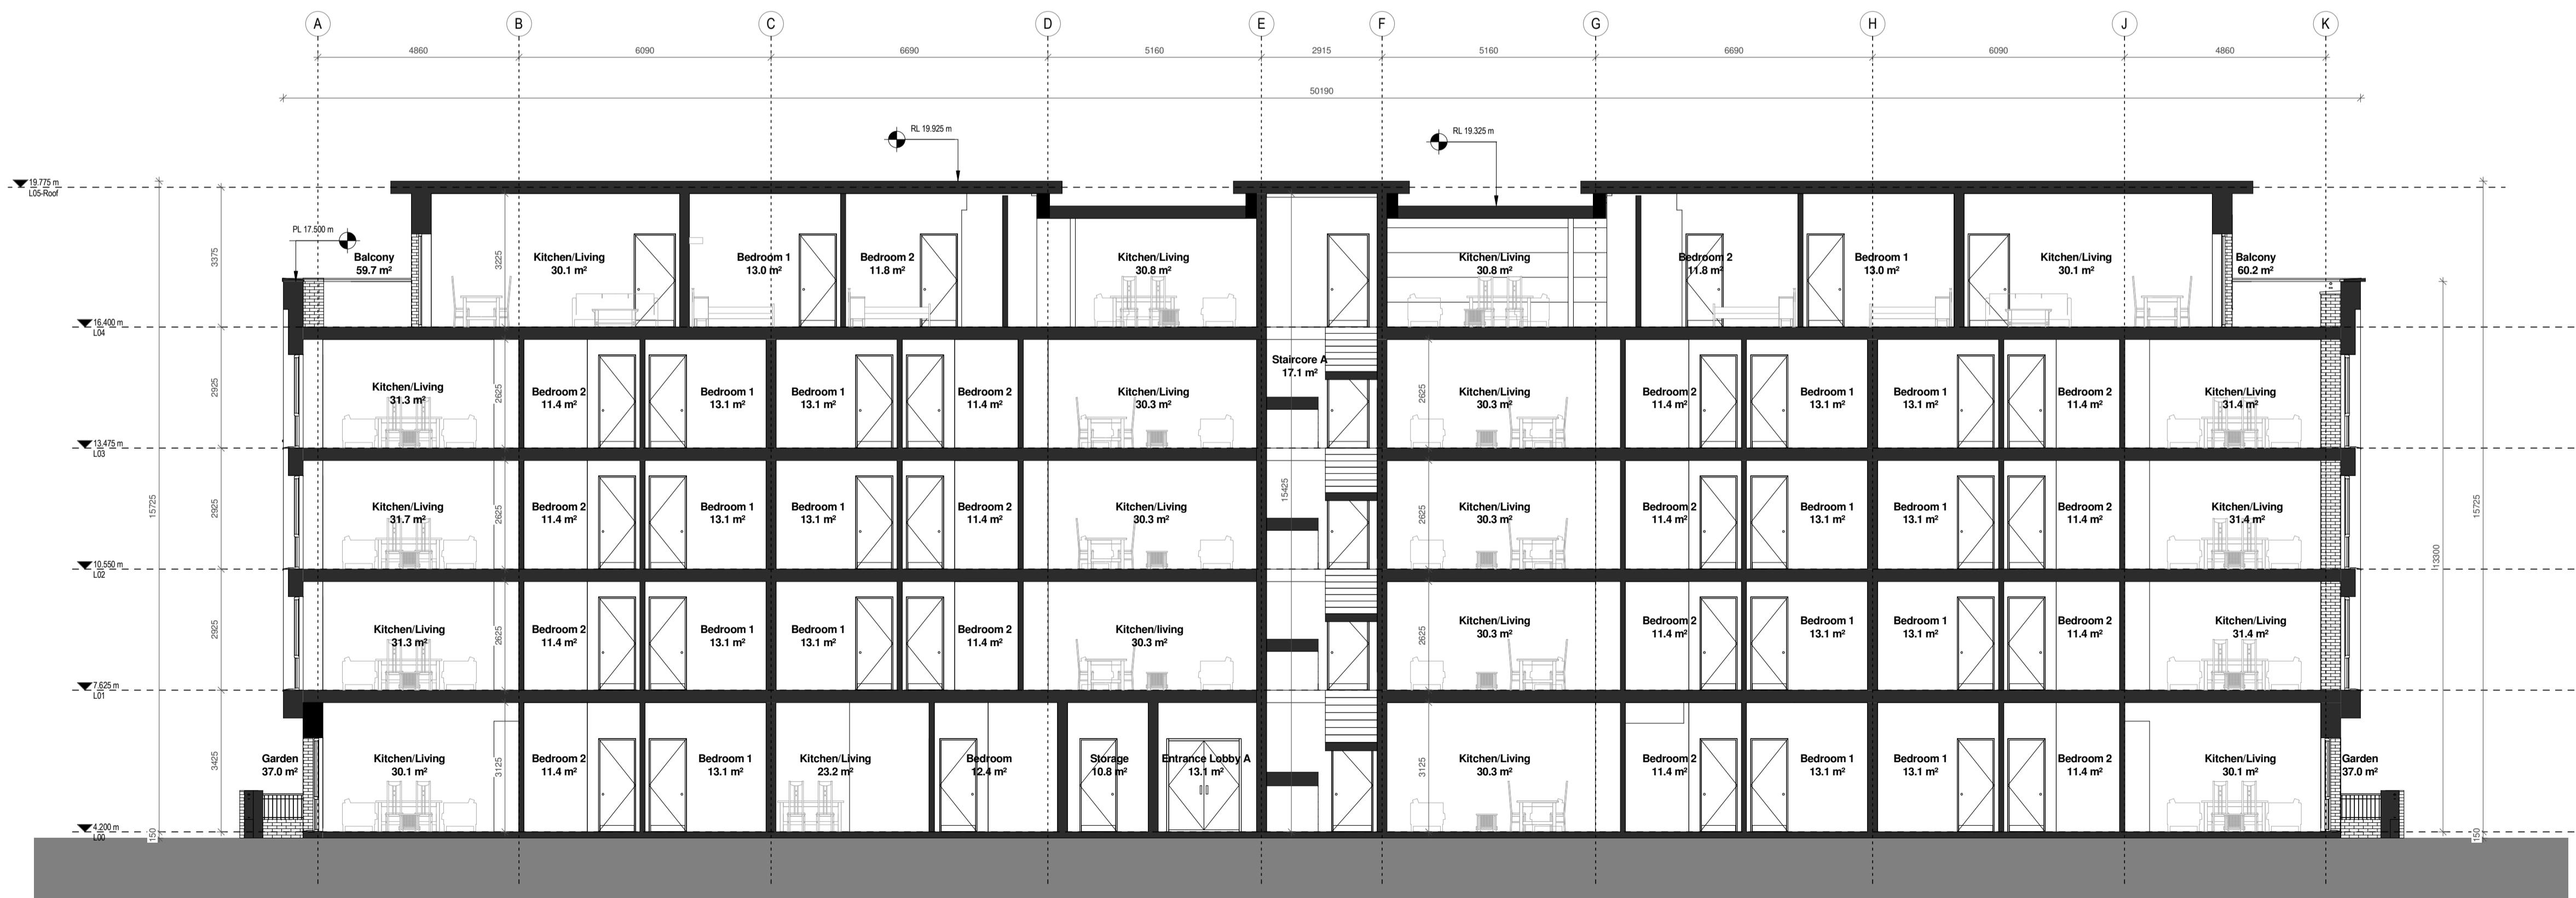 A B C D E F G H J K
4860 6090 6690 5160 2915 5160 6690 6090 4860
50190
RL 19.925 m
RL 19.325 m
19.775 m
L05-Roof
PL 17.500 m
3375
3225
Balcony
59.7 m²
Kitchen/Living
30.1 m²
Bedroom 1
13.0 m²
Bedroom 2
11.8 m²
Kitchen/Living
30.8 m²
Kitchen/Living
30.8 m²
Bedroom 2
11.8 m²
Bedroom 1
13.0 m²
Kitchen/Living
30.1 m²
Balcony
60.2 m²
16.400 m
L04
2925
2625
Kitchen/Living
31.3 m²
Bedroom 2
11.4 m²
Bedroom 1
13.1 m²
Bedroom 1
13.1 m²
Bedroom 2
11.4 m²
Kitchen/Living
30.3 m²
Staircore A
17.1 m²
2625
Kitchen/Living
30.3 m²
Bedroom 2
11.4 m²
Bedroom 1
13.1 m²
Bedroom 1
13.1 m²
Bedroom 2
11.4 m²
Kitchen/Living
31.4 m²
13.475 m
L03
15725
2925
2625
Kitchen/Living
31.7 m²
Bedroom 2
11.4 m²
Bedroom 1
13.1 m²
Bedroom 1
13.1 m²
Bedroom 2
11.4 m²
Kitchen/Living
30.3 m²
15425
2625
Kitchen/Living
30.3 m²
Bedroom 2
11.4 m²
Bedroom 1
13.1 m²
Bedroom 1
13.1 m²
Bedroom 2
11.4 m²
Kitchen/Living
31.4 m²
13300
15725
10.550 m
L02
2925
2625
Kitchen/Living
31.3 m²
Bedroom 2
11.4 m²
Bedroom 1
13.1 m²
Bedroom 1
13.1 m²
Bedroom 2
11.4 m²
Kitchen/living
30.3 m²
2625
Kitchen/Living
30.3 m²
Bedroom 2
11.4 m²
Bedroom 1
13.1 m²
Bedroom 1
13.1 m²
Bedroom 2
11.4 m²
Kitchen/Living
31.4 m²
7.625 m
L01
3425
3125
Garden
37.0 m²
Kitchen/Living
30.1 m²
Bedroom 2
11.4 m²
Bedroom 1
13.1 m²
Kitchen/Living
23.2 m²
Bedroom
12.4 m²
Storage
10.8 m²
Entrance Lobby A
13.1 m²
3125
Kitchen/Living
30.3 m²
Bedroom 2
11.4 m²
Bedroom 1
13.1 m²
Bedroom 1
13.1 m²
Bedroom 2
11.4 m²
Kitchen/Living
30.1 m²
Garden
37.0 m²
4.200 m
L00
150
150